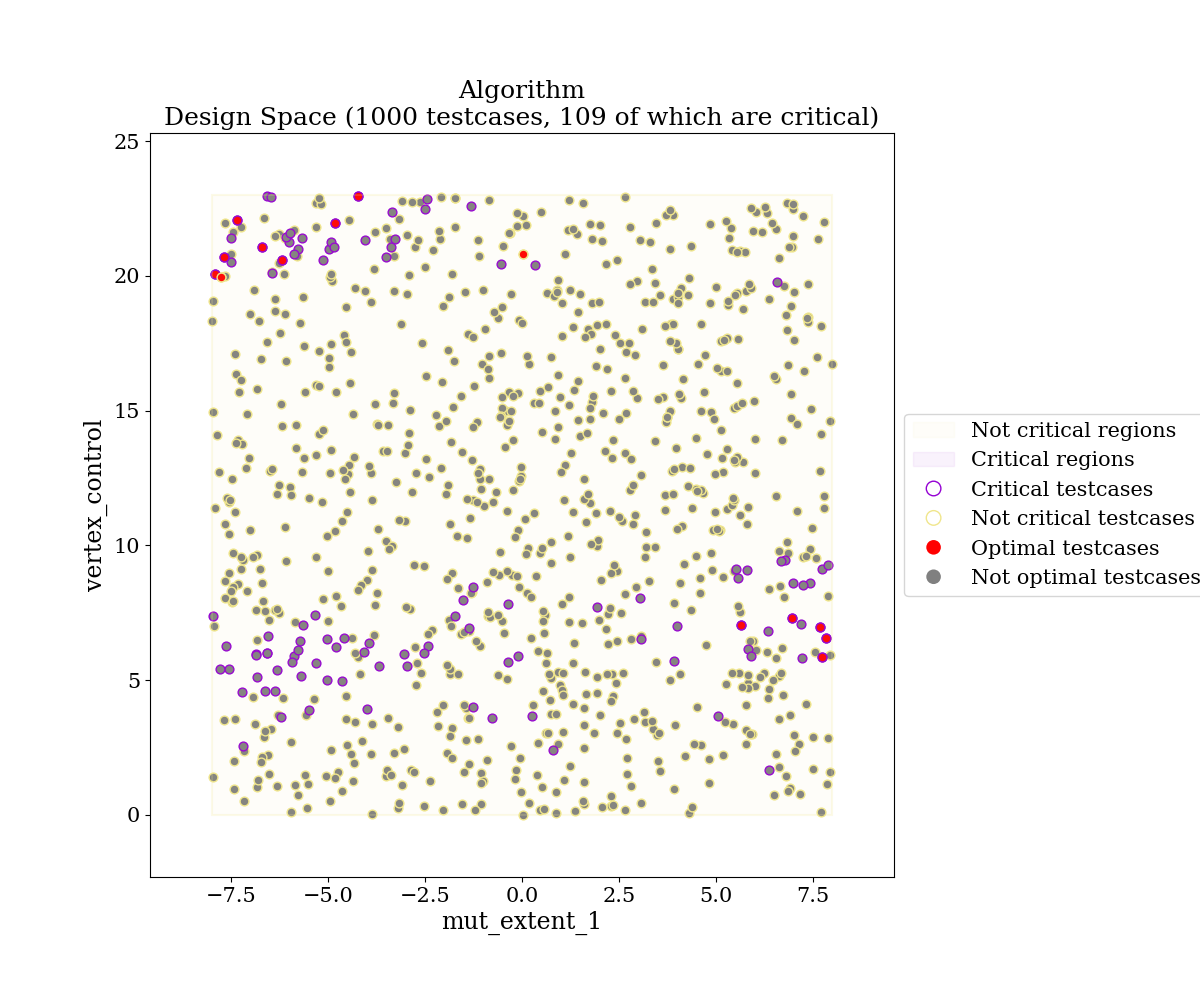 Algorithm
Design Space (1000 testcases, 109 of which are critical)
25
20
15
10
5
0
vertex_control
−7.5
−5.0
−2.5
0.0
2.5
5.0
7.5
mut_extent_1
Not critical regions
Critical regions
Critical testcases
Not critical testcases
Optimal testcases
Not optimal testcases